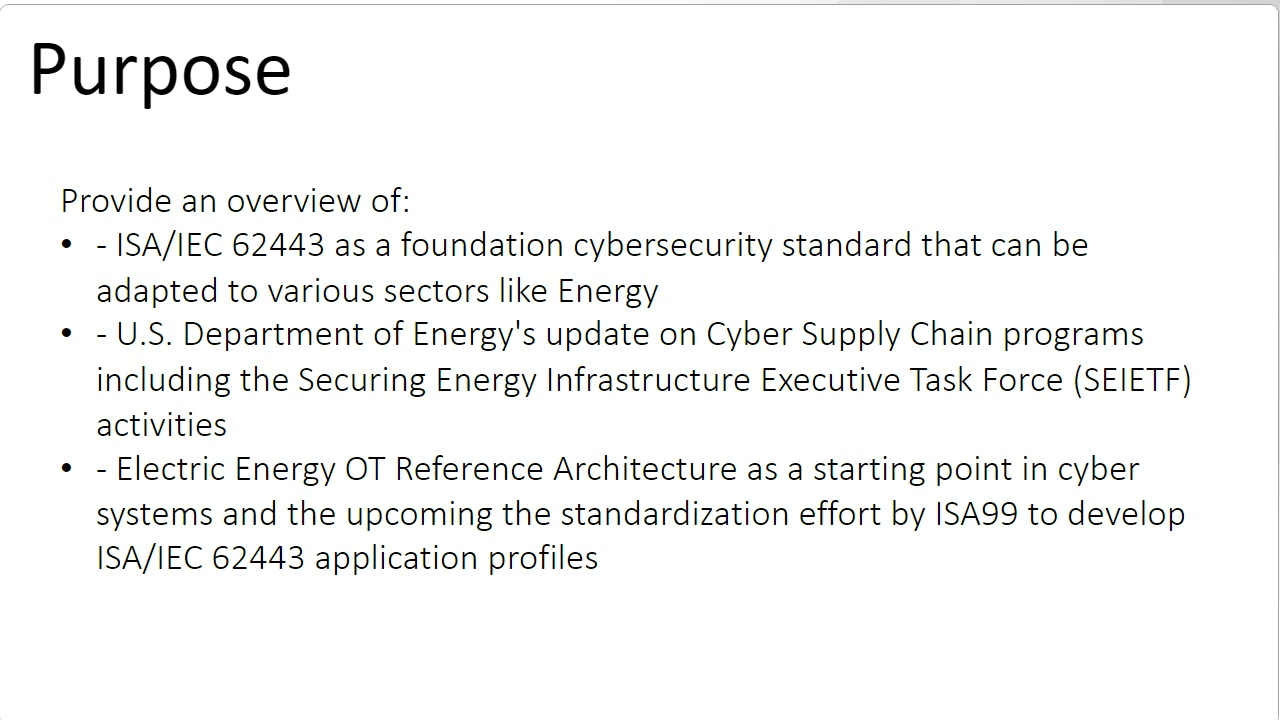 Purpose
Provide an overview of:
• - ISA/IEC 62443 as a foundation cybersecurity standard that can be
adapted to various sectors like Energy
• - U.S. Department of Energy's update on Cyber Supply Chain programs
including the Securing Energy Infrastructure Executive Task Force (SEIETF)
activities
• - Electric Energy OT Reference Architecture as a starting point in cyber
systems and the upcoming the standardization effort by ISA99 to develop
ISA/IEC 62443 application profiles